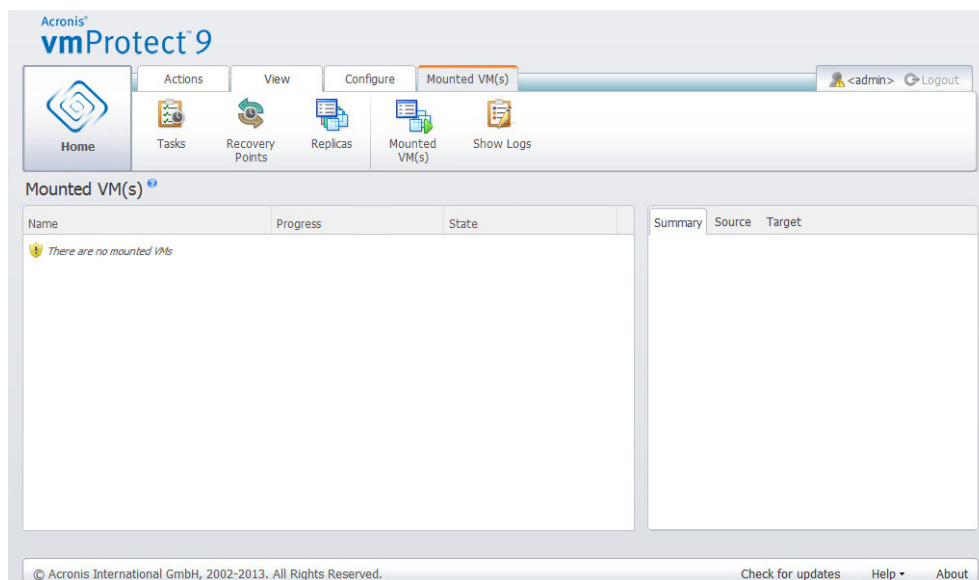 Acronis®
vmProtect™ 9
Actions View Configure Mounted VM(s) <admin> Logout
Home Tasks Recovery Points Replicas Mounted VM(s) Show Logs
Mounted VM(s) ?
Name Progress State
There are no mounted VMs
Summary Source Target
© Acronis International GmbH, 2002-2013. All Rights Reserved. Check for updates Help About